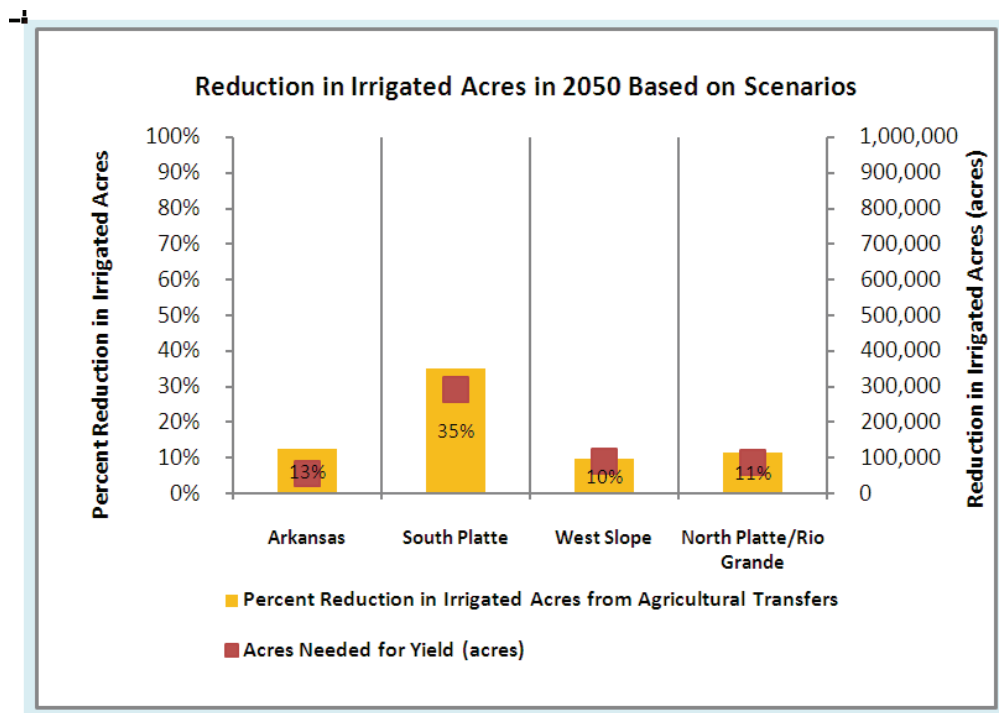 Reduction in Irrigated Acres in 2050 Based on Scenarios
Percent Reduction in Irrigated Acres
100%
90%
80%
70%
60%
50%
40%
30%
20%
10%
0%
13%
35%
10%
11%
1,000,000
900,000
800,000
700,000
600,000
500,000
400,000
300,000
200,000
100,000
0
Reduction in Irrigated Acres (acres)
Arkansas
South Platte
West Slope
North Platte/Rio
Grande
Percent Reduction in Irrigated Acres from Agricultural Transfers
Acres Needed for Yield (acres)